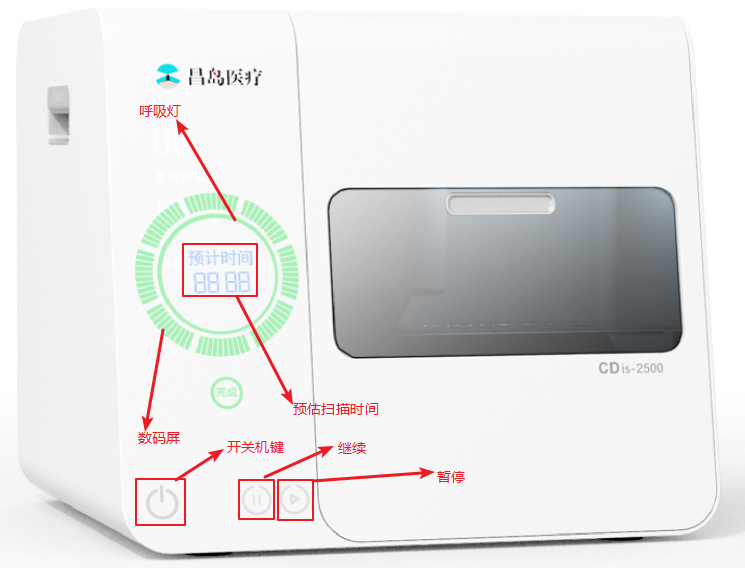 昌岛医疗
呼吸灯
预计时间
88 88
CDis-2500
完成
预估扫描时间
数码屏
开关机键
继续
暂停